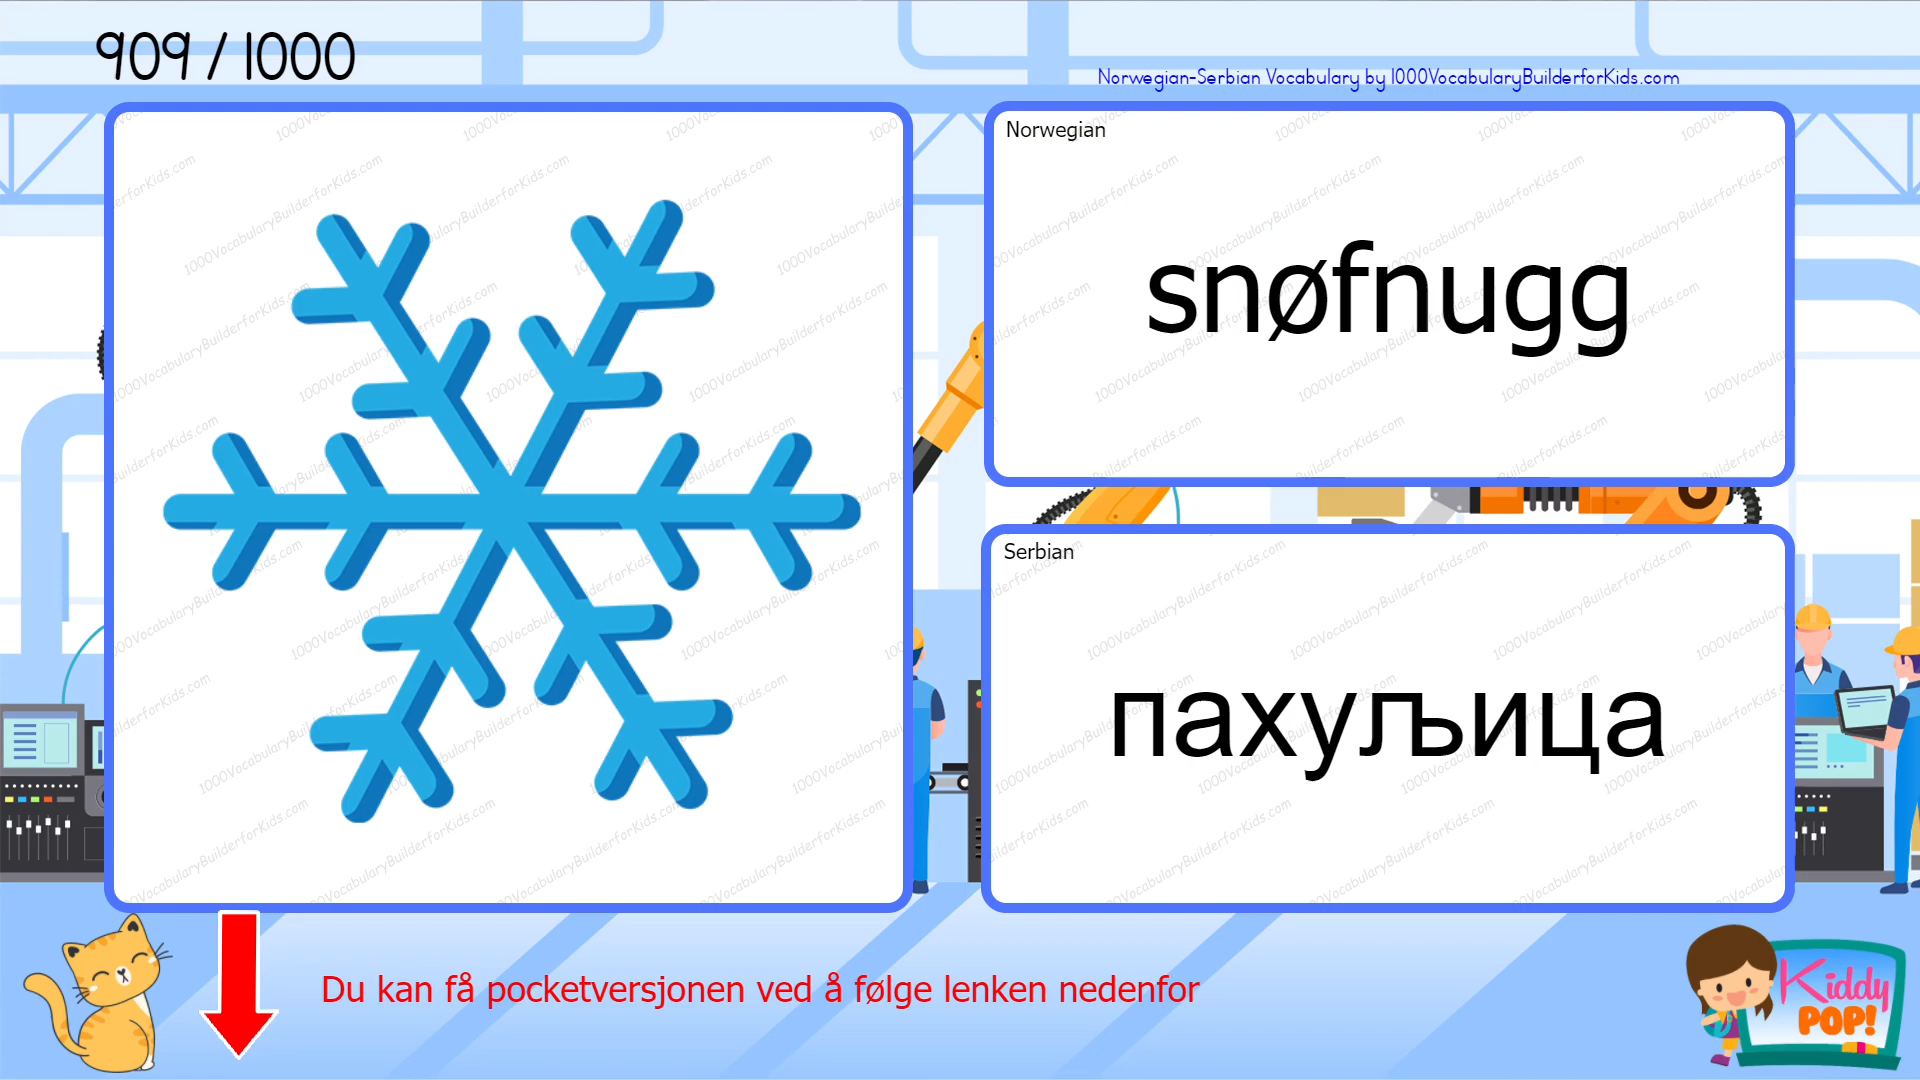 909 / 1000
Norwegian-Serbian Vocabulary by 1000VocabularyBuilderforKids.com
Norwegian
snøfnugg
Serbian
пахуљица
Du kan få pocketversjonen ved å følge lenken nedenfor
Kiddy
POP!